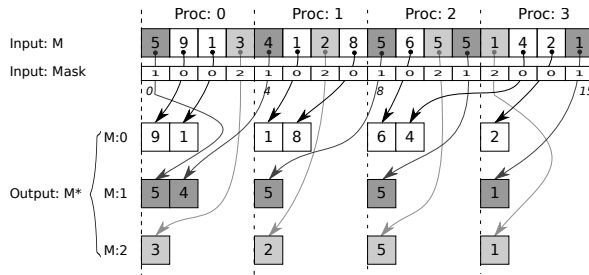 Proc: 0 Proc: 1 Proc: 2 Proc: 3
Input: M 5 9 1 3 4 1 2 8 5 6 5 5 1 4 2 1
Input: Mask 1 0 0 2 1 0 2 0 1 0 2 1 2 0 0 1
0 4 8 15
M:0 9 1 1 8 6 4 2
Output: M* M:1 5 4 5 5 1
M:2 3 2 5 1